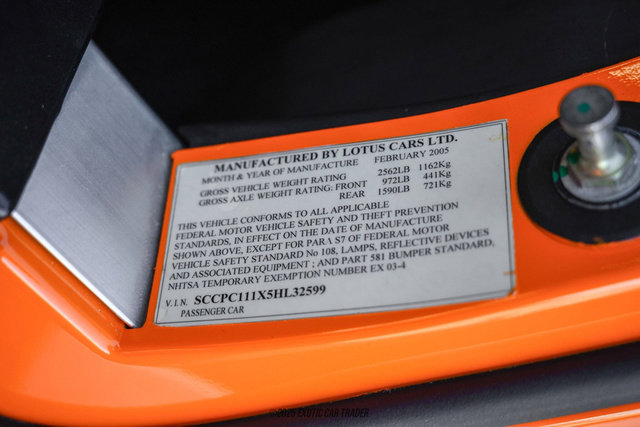 MANUFACTURED BY LOTUS CARS LTD.
MONTH & YEAR OF MANUFACTURE FEBRUARY 2005
GROSS VEHICLE WEIGHT RATING 2562LB 1162Kg
GROSS AXLE WEIGHT RATING: FRONT 972LB 441Kg
REAR 1590LB 721Kg
THIS VEHICLE CONFORMS TO ALL APPLICABLE
FEDERAL MOTOR VEHICLE SAFETY AND THEFT PREVENTION
STANDARDS, IN EFFECT ON THE DATE OF MANUFACTURE
SHOWN ABOVE, EXCEPT FOR PARA S7 OF FEDERAL MOTOR
VEHICLE SAFETY STANDARD No 108, LAMPS, REFLECTIVE DEVICES
AND ASSOCIATED EQUIPMENT ; AND PART 581 BUMPER STANDARD,
NHTSA TEMPORARY EXEMPTION NUMBER EX 03-4
V.I.N. SCCPC111X5HL32599
PASSENGER CAR
©2025 EXOTIC CAR TRADER